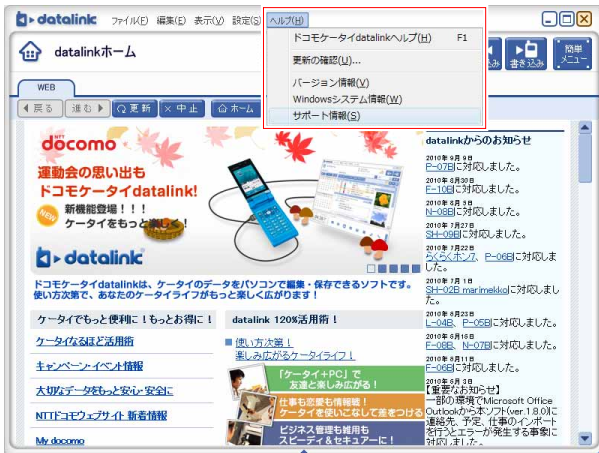 datalink ファイル(F) 編集(E) 表示(V) 設定(S) ヘルプ(H)
ドコモケータイdatalinkヘルプ(H) F1
更新の確認(U)...
バージョン情報(V)
Windowsシステム情報(W)
サポート情報(S)
datalinkホーム
書き込み
簡単
メニュー
WEB
戻る 進む 更新 中止 ホーム
NTT
docomo
運動会の思い出も
ドコモケータイdatalink!
NEW
新機能登場！！！
ケータイをもっと楽しく！
datalink
ドコモケータイdatalinkは、ケータイのデータをパソコンで編集・保存できるソフトです。
使い方次第で、あなたのケータイライフがもっと楽しく広がります！
ケータイでもっと便利に！もっとお得に！
ケータイなるほど活用術
キャンペーン・イベント情報
大切なデータをもっと安心・安全に
NTTドコモウェブサイト 新着情報
My docomo
datalink 120%活用術！
使い方次第！
楽しみ広がるケータイライフ！
「ケータイ+PC」で
友達と楽しみ広がる！
仕事も恋愛も情報戦！
ケータイを使いこなして差をつける
ビジネス管理も雑用も
スピーディ＆セキュアーに！
datalinkからのお知らせ
2010年 9月 9日
P-07Bに対応しました。
2010年 8月30日
F-10Bに対応しました。
2010年 8月 5日
N-08Bに対応しました。
2010年 7月27日
SH-09Bに対応しました。
2010年 7月22日
らくらくホン7、P-06Bに対応しま
した。
2010年 7月 1日
SH-02B marimekkoに対応しまし
た。
2010年 6月23日
L-04B、P-05Bに対応しました。
2010年 6月16日
F-08B、N-07Bに対応しました。
2010年 6月11日
F-06Bに対応しました。
2010年 6月 3日
【重要なお知らせ】
一部の環境でMicrosoft Office
Outlookから本ソフト(ver.1.8.0)に
連絡先、予定、仕事のインポート
を行うとエラーが発生する事象に
対応しました。